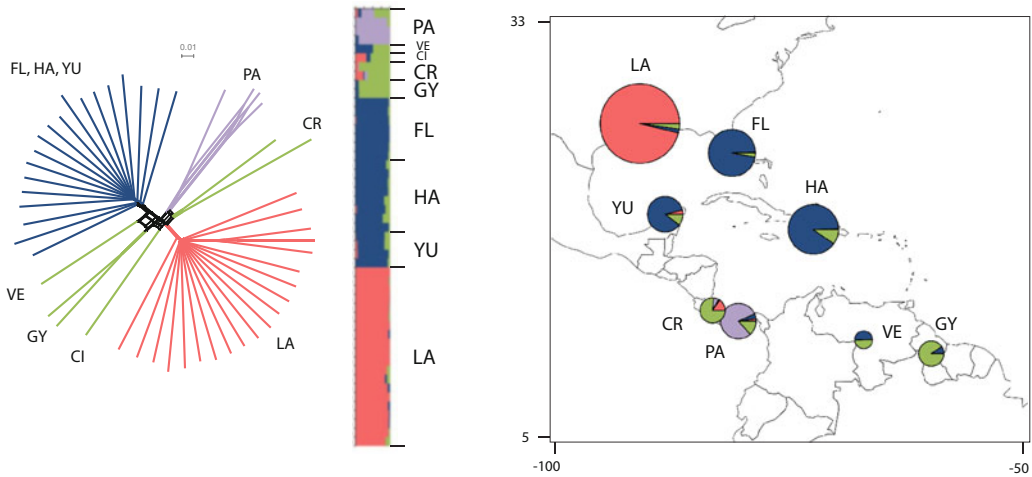 0.01
FL, HA, YU
PA
CR
VE
GY
CI
LA
PA
VE
CI
CR
GY
FL
HA
YU
LA
33
LA
FL
YU
HA
CR
PA
VE
GY
5
-100
-50